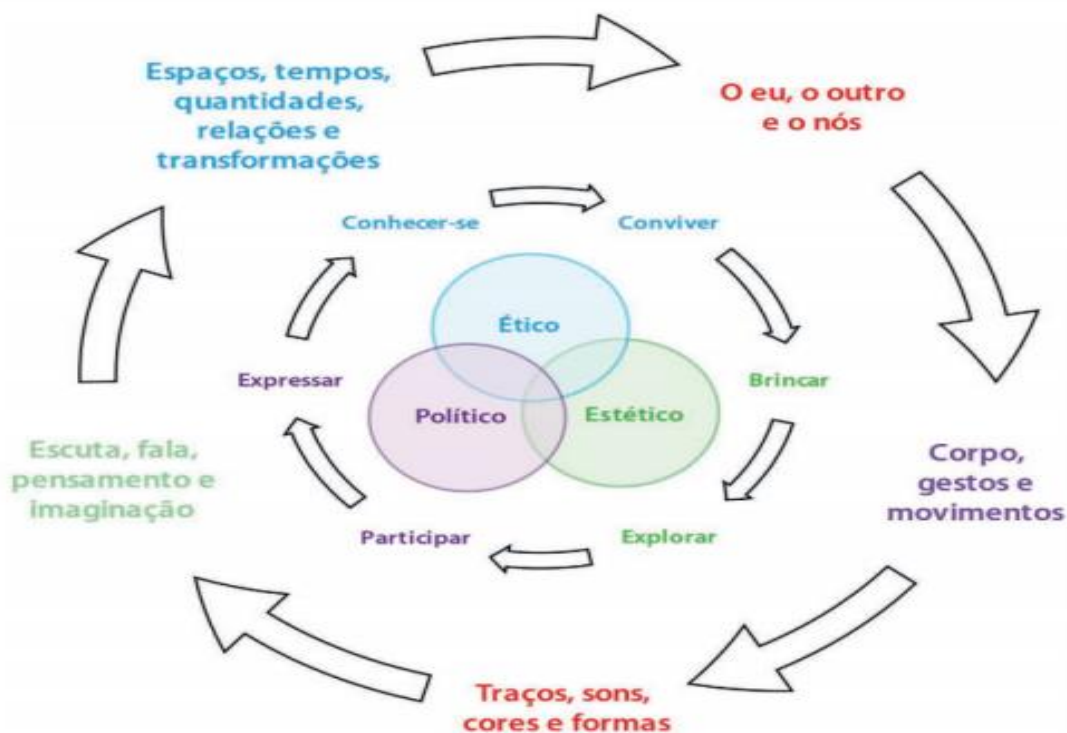 Espaços, tempos,
quantidades,
relações e
transformações
O eu, o outro
e o nós
Conhecer-se
Conviver
Ético
Expressar
Brincar
Político
Estético
Escuta, fala,
pensamento e
imaginação
Corpo,
gestos e
movimentos
Participar
Explorar
Traços, sons,
cores e formas